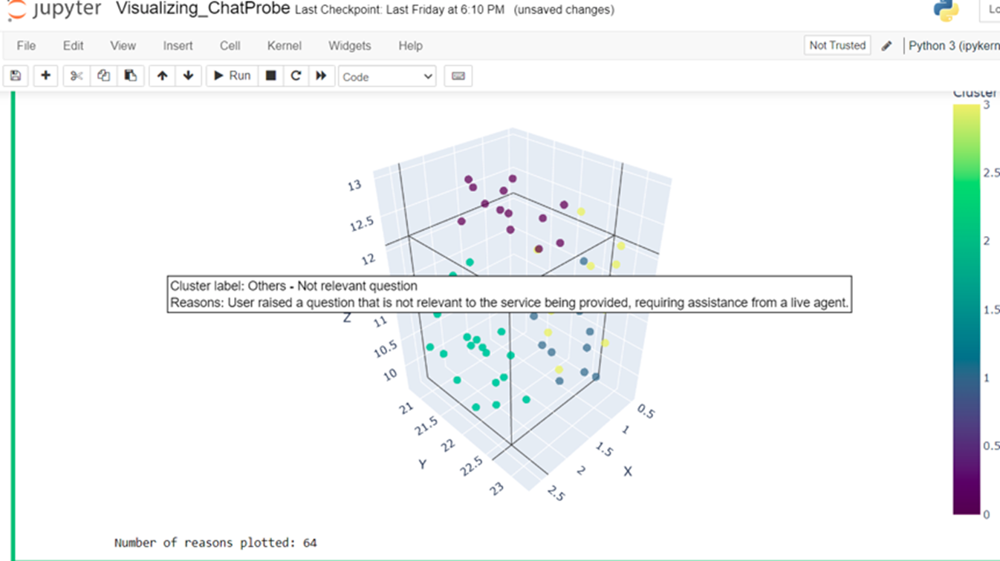 jupyter Visualizing_ChatProbe Last Checkpoint: Last Friday at 6:10 PM (unsaved changes)
File Edit View Insert Cell Kernel Widgets Help Not Trusted Python 3 (ipykern
Run Code
Cluster
3
2.5
2
1.5
1
0.5
0
13
12.5
12
Cluster label: Others - Not relevant question
Reasons: User raised a question that is not relevant to the service being provided, requiring assistance from a live agent.
Z
11
10.5
10
21
21.5
22
22.5
23
Y
0.5
1
1.5
2
2.5
X
Number of reasons plotted: 64